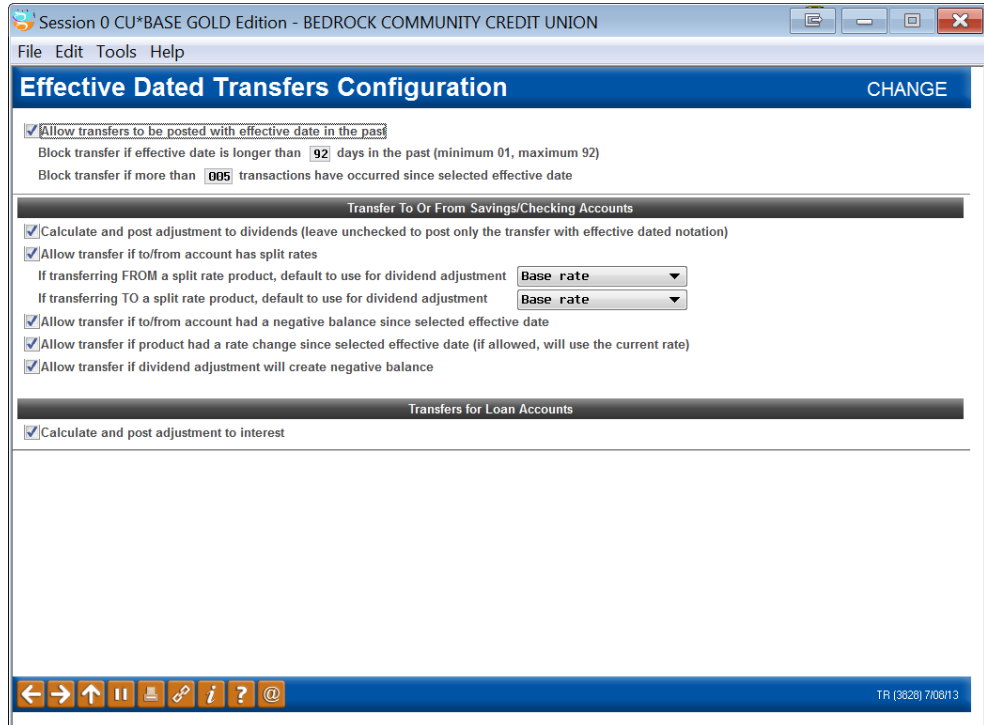 Session 0 CU*BASE GOLD Edition - BEDROCK COMMUNITY CREDIT UNION
File Edit Tools Help
Effective Dated Transfers Configuration CHANGE
Allow transfers to be posted with effective date in the past
Block transfer if effective date is longer than 92 days in the past (minimum 01, maximum 92)
Block transfer if more than 005 transactions have occurred since selected effective date
Transfer To Or From Savings/Checking Accounts
Calculate and post adjustment to dividends (leave unchecked to post only the transfer with effective dated notation)
Allow transfer if to/from account has split rates
If transferring FROM a split rate product, default to use for dividend adjustment Base rate
If transferring TO a split rate product, default to use for dividend adjustment Base rate
Allow transfer if to/from account had a negative balance since selected effective date
Allow transfer if product had a rate change since selected effective date (if allowed, will use the current rate)
Allow transfer if dividend adjustment will create negative balance
Transfers for Loan Accounts
Calculate and post adjustment to interest
i ? @
TR (3828) 7/08/13